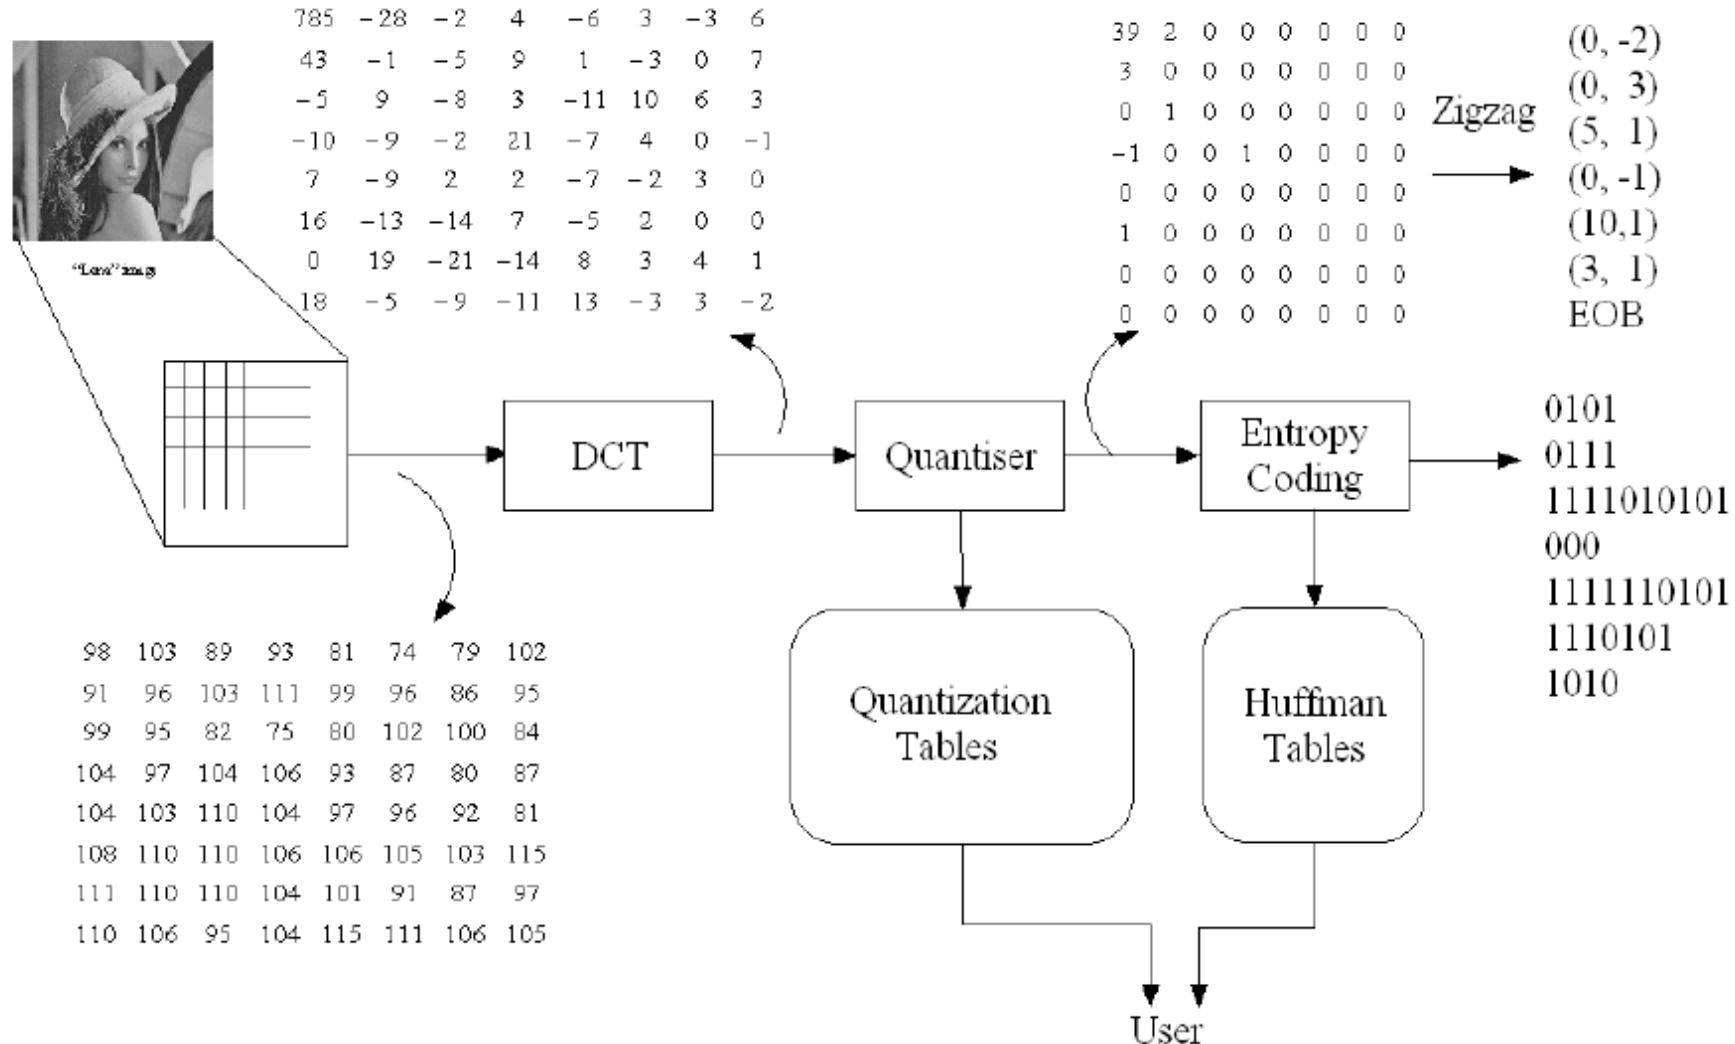 785 −28 −2 4 −6 3 −3 6
43 −1 −5 9 1 −3 0 7
−5 9 −8 3 −11 10 6 3
−10 −9 −2 21 −7 4 0 −1
7 −9 2 2 −7 −2 3 0
16 −13 −14 7 −5 2 0 0
0 19 −21 −14 8 3 4 1
18 −5 −9 −11 13 −3 3 −2
39 2 0 0 0 0 0 0
3 0 0 0 0 0 0 0
0 1 0 0 0 0 0 0
−1 0 0 1 0 0 0 0
0 0 0 0 0 0 0 0
1 0 0 0 0 0 0 0
0 0 0 0 0 0 0 0
0 0 0 0 0 0 0 0
Zigzag
(0, -2)
(0, 3)
(5, 1)
(0, -1)
(10,1)
(3, 1)
EOB
"Lena" image
DCT
Quantiser
Entropy
Coding
0101
0111
1111010101
000
1111110101
1110101
1010
98 103 89 93 81 74 79 102
91 96 103 111 99 96 86 95
99 95 82 75 80 102 100 84
104 97 104 106 93 87 80 87
104 103 110 104 97 96 92 81
108 110 110 106 106 105 103 115
111 110 110 104 101 91 87 97
110 106 95 104 115 111 106 105
Quantization
Tables
Huffman
Tables
User